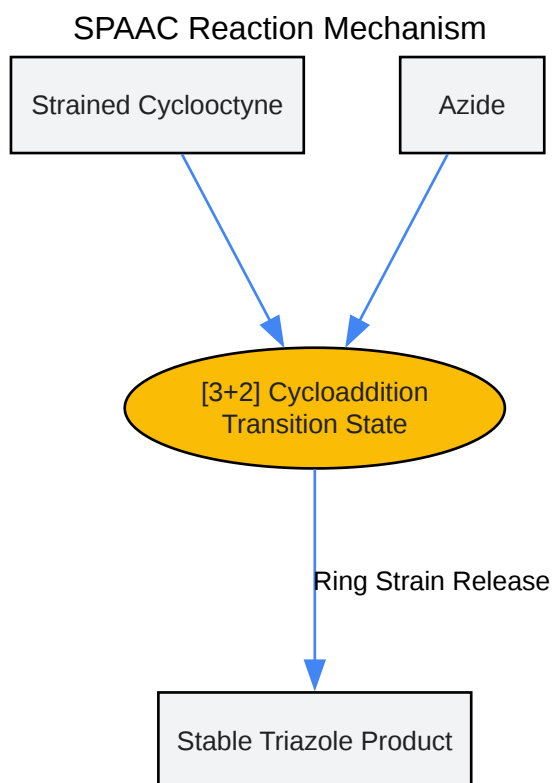 SPAAC Reaction Mechanism
Strained Cyclooctyne
Azide
[3+2] Cycloaddition
Transition State
Ring Strain Release
Stable Triazole Product